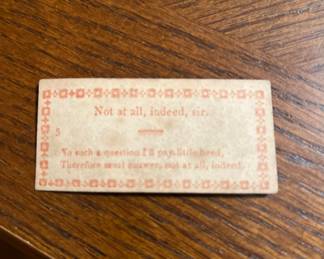 Not at all, indeed, sir.
5
To such a question I'll pay little heed,
Therefore must answer, not at all, indeed.